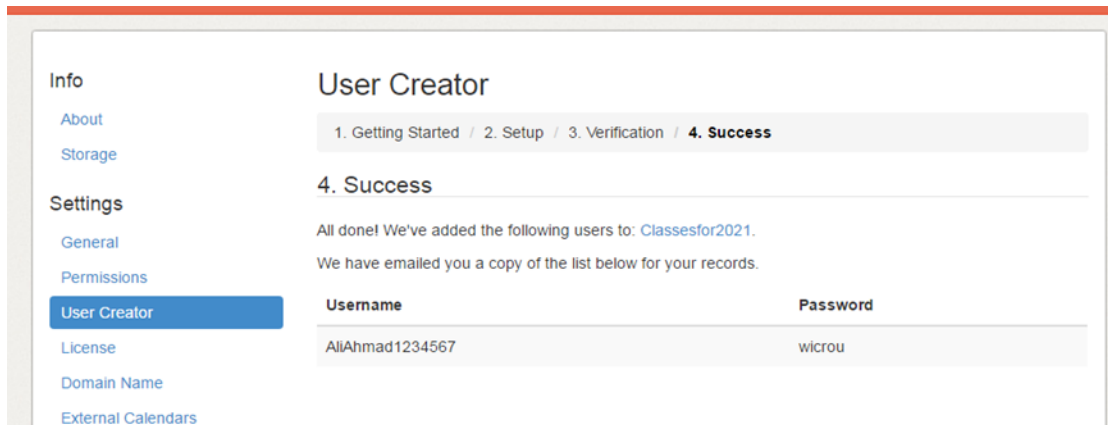 Info
About
Storage
Settings
General
Permissions
User Creator
License
Domain Name
External Calendars
User Creator
1. Getting Started / 2. Setup / 3. Verification / 4. Success
4. Success
All done! We've added the following users to: Classesfor2021.
We have emailed you a copy of the list below for your records.
Username Password
AliAhmad1234567 wicrou